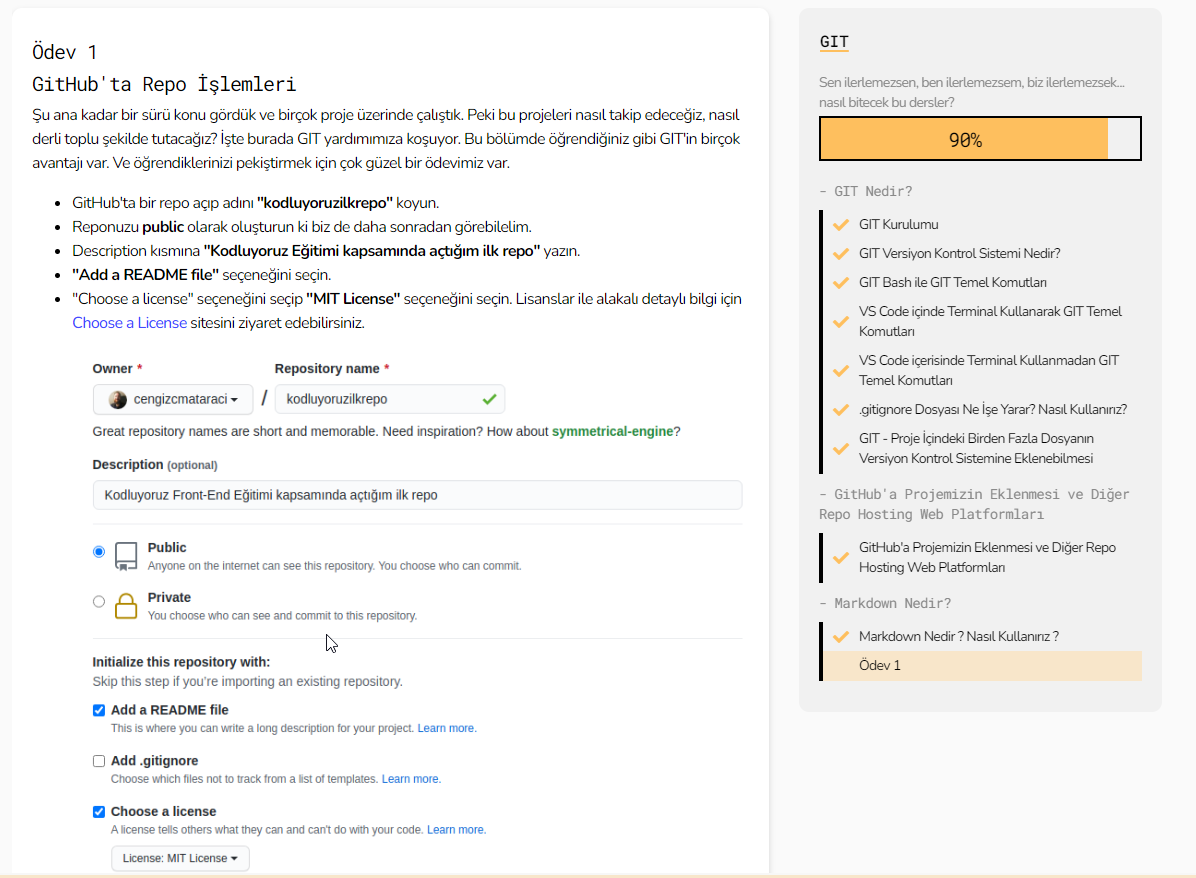 Ödev 1
GitHub'ta Repo İşlemleri
Şu ana kadar bir sürü konu gördük ve birçok proje üzerinde çalıştık. Peki bu projeleri nasıl takip edeceğiz, nasıl
derli toplu şekilde tutacağız? İşte burada GIT yardımımıza koşuyor. Bu bölümde öğrendiğiniz gibi GIT'in birçok
avantajı var. Ve öğrendiklerinizi pekiştirmek için çok güzel bir ödevimiz var.
• GitHub'ta bir repo açıp adını "kodluyoruzilkrepo" koyun.
• Reponuzu public olarak oluşturun ki biz de daha sonradan görebilelim.
• Description kısmına "Kodluyoruz Eğitimi kapsamında açtığım ilk repo" yazın.
• "Add a README file" seçeneğini seçin.
• "Choose a license" seçeneğini seçip "MIT License" seçeneğini seçin. Lisanslar ile alakalı detaylı bilgi için
Choose a License sitesini ziyaret edebilirsiniz.
Owner * Repository name *
cengizcmataraci / kodluyoruzilkrepo
Great repository names are short and memorable. Need inspiration? How about symmetrical-engine?
Description (optional)
Kodluyoruz Front-End Eğitimi kapsamında açtığım ilk repo
Public
Anyone on the internet can see this repository. You choose who can commit.
Private
You choose who can see and commit to this repository.
Initialize this repository with:
Skip this step if you're importing an existing repository.
Add a README file
This is where you can write a long description for your project. Learn more.
Add .gitignore
Choose which files not to track from a list of templates. Learn more.
Choose a license
A license tells others what they can and can't do with your code. Learn more.
License: MIT License
GIT
Sen ilerlemezsen, ben ilerlemezsem, biz ilerlemezsek...
nasıl bitecek bu dersler?
90%
- GIT Nedir?
GIT Kurulumu
GIT Versiyon Kontrol Sistemi Nedir?
GIT Bash ile GIT Temel Komutları
VS Code içinde Terminal Kullanarak GIT Temel
Komutları
VS Code içerisinde Terminal Kullanmadan GIT
Temel Komutları
.gitignore Dosyası Ne İşe Yarar? Nasıl Kullanırız?
GIT - Proje İçindeki Birden Fazla Dosyanın
Versiyon Kontrol Sistemine Eklenebilmesi
- GitHub'a Projemizin Eklenmesi ve Diğer
Repo Hosting Web Platformları
GitHub'a Projemizin Eklenmesi ve Diğer Repo
Hosting Web Platformları
- Markdown Nedir?
Markdown Nedir ? Nasıl Kullanırız ?
Ödev 1